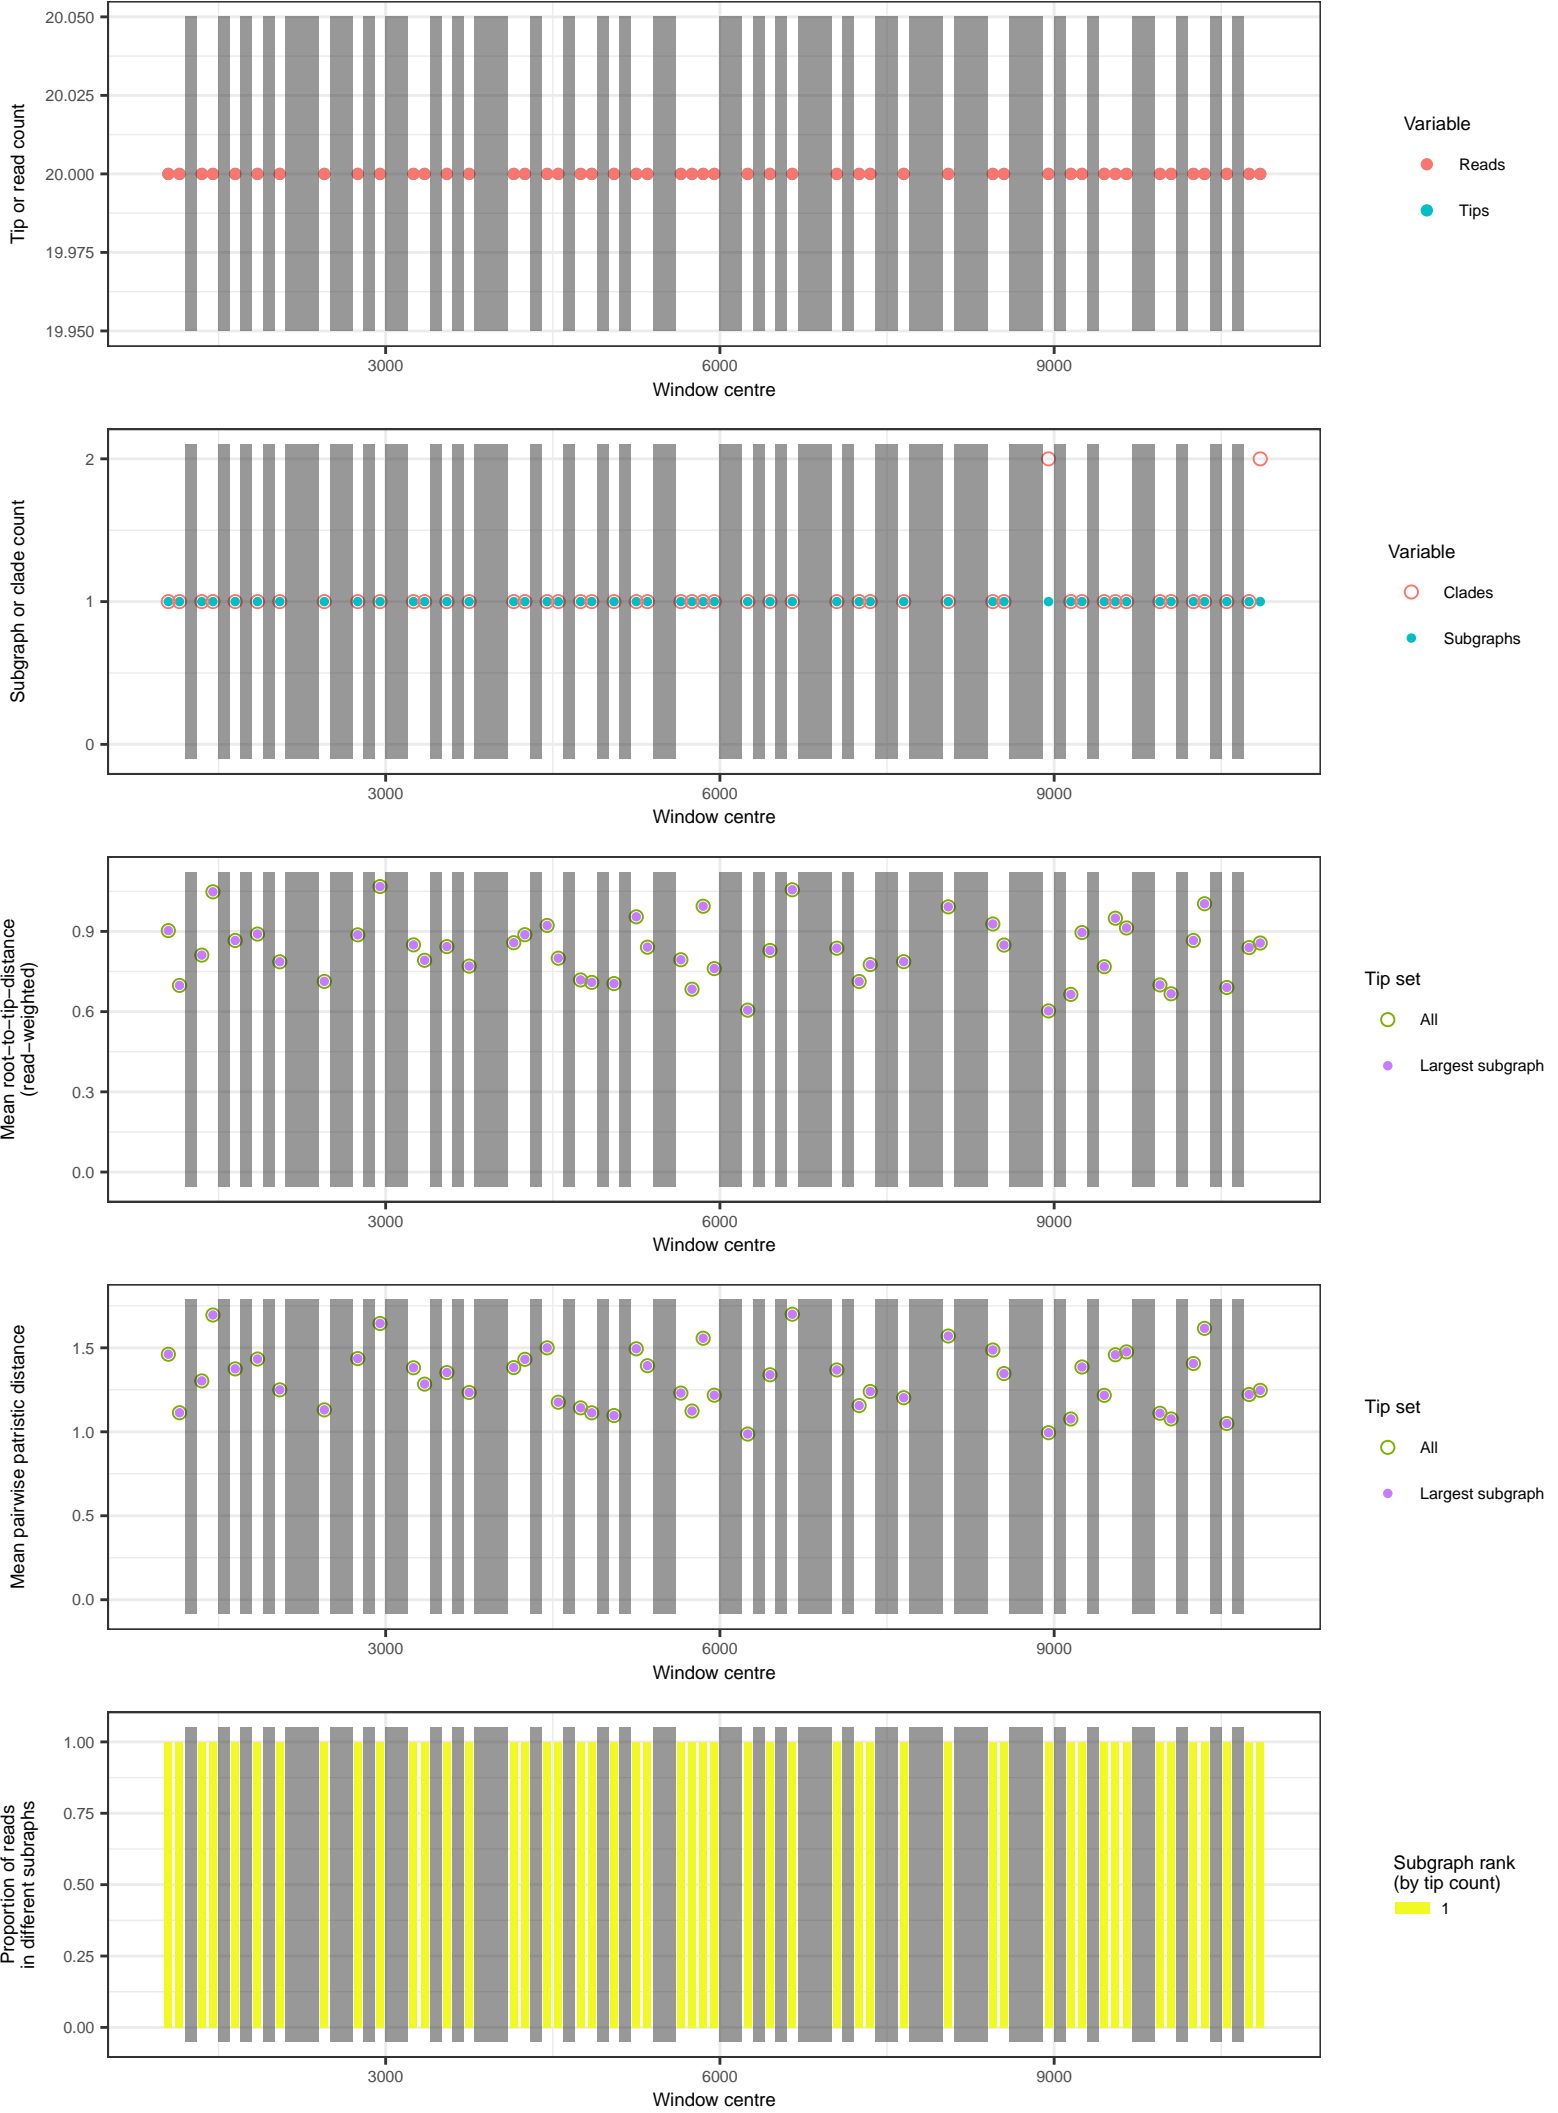 20.050
20.025
20.000
19.975
19.950
Tip or read count
3000
6000
9000
Window centre
Variable
Reads
Tips
2
1
0
Subgraph or clade count
3000
6000
9000
Window centre
Variable
Clades
Subgraphs
0.9
0.6
0.3
0.0
Mean root−to−tip−distance
(read−weighted)
3000
6000
9000
Window centre
Tip set
All
Largest subgraph
1.5
1.0
0.5
0.0
Mean pairwise patristic distance
3000
6000
9000
Window centre
Tip set
All
Largest subgraph
1.00
0.75
0.50
0.25
0.00
Proportion of reads
in different subraphs
3000
6000
9000
Window centre
Subgraph rank
(by tip count)
1